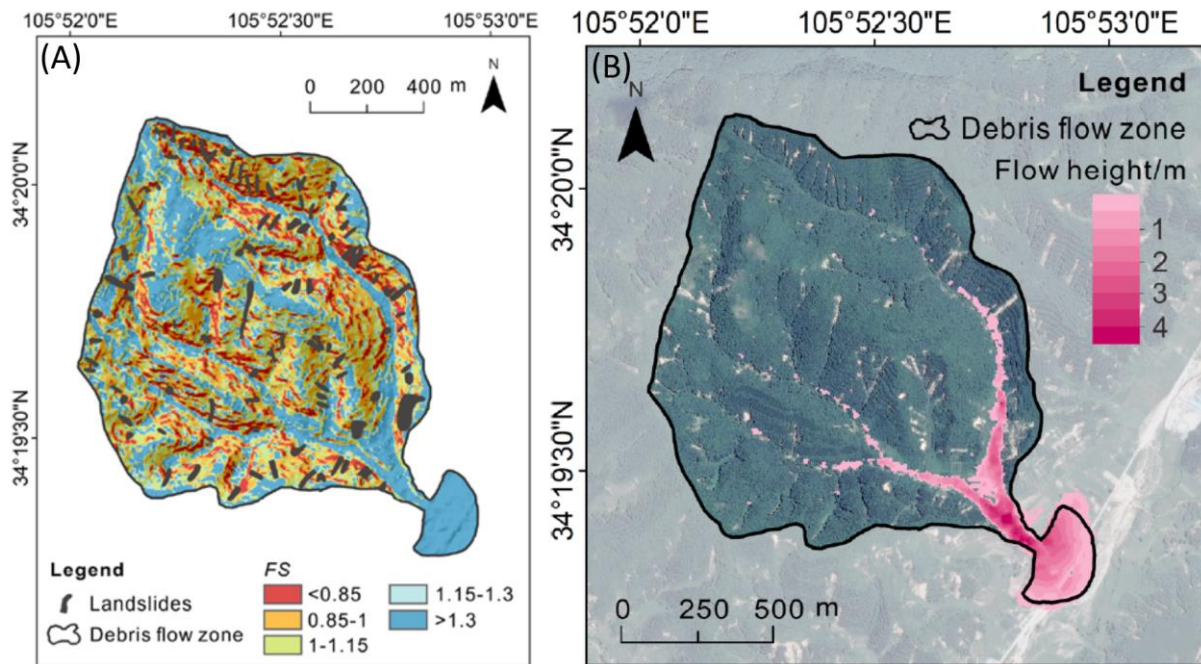 105°52'0"E 105°52'30"E 105°53'0"E
(A)
N
0 200 400 m
34°20'0"N
34°19'30"N
Legend
Landslides
Debris flow zone
FS
<0.85
0.85-1
1-1.15
1.15-1.3
>1.3
105°52'0"E 105°52'30"E 105°53'0"E
(B)
N
Legend
Debris flow zone
Flow height/m
1
2
3
4
34°20'0"N
34°19'30"N
0 250 500 m